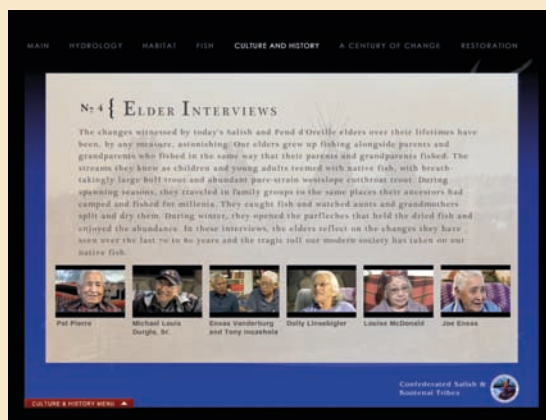 MAIN HYDROLOGY HABITAT FISH CULTURE AND HISTORY A CENTURY OF CHANGE RESTORATION
No 4 { ELDER INTERVIEWS
The changes witnessed by today's Salish and Pend d'Oreille elders over their lifetimes have
been, by any measure, astonishing. Our elders grew up fishing alongside parents and
grandparents who fished in the same way that their parents and grandparents fished. The
streams they knew as children and young adults teemed with native fish, with breath-
takingly large bull trout and abundant pure-strain westslope cutthroat trout. During
spawning seasons, they traveled in family groups to the same places their ancestors had
camped and fished for millenia. They caught fish and watched aunts and grandmothers
split and dry them. During winter, they opened the parfleches that held the dried fish and
enjoyed the abundance. In these interviews, the elders reflect on the changes they have
seen over the last 70 to 80 years and the tragic toll our modern society has taken on our
native fish.
Pat Pierre
Michael Louis
Durglo, Sr.
Eneas Vanderburg
and Tony Incashola
Dolly Linsebigler
Louise McDonald
Joe Eneas
Confederated Salish &
Kootenai Tribes
CULTURE & HISTORY MENU